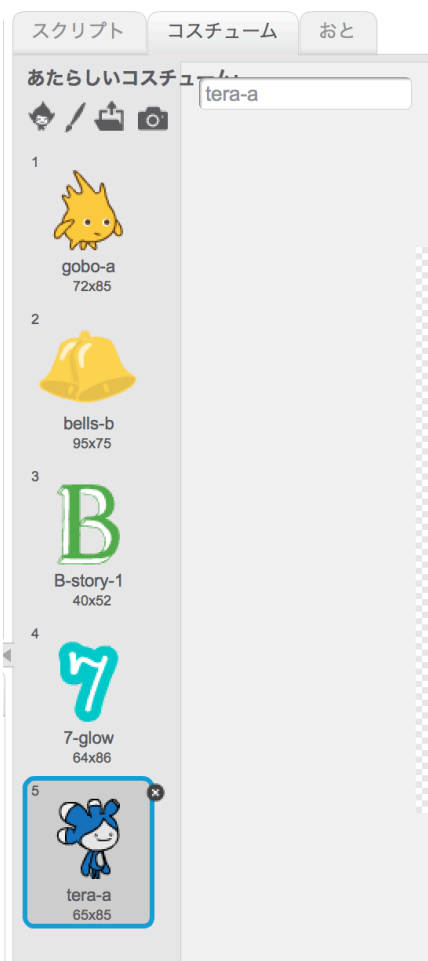 スクリプト
コスチューム
おと
あたらしいコスチューム:
tera-a
1
gobo-a
72x85
2
bells-b
95x75
3
B
B-story-1
40x52
4
7
7-glow
64x86
5
tera-a
65x85